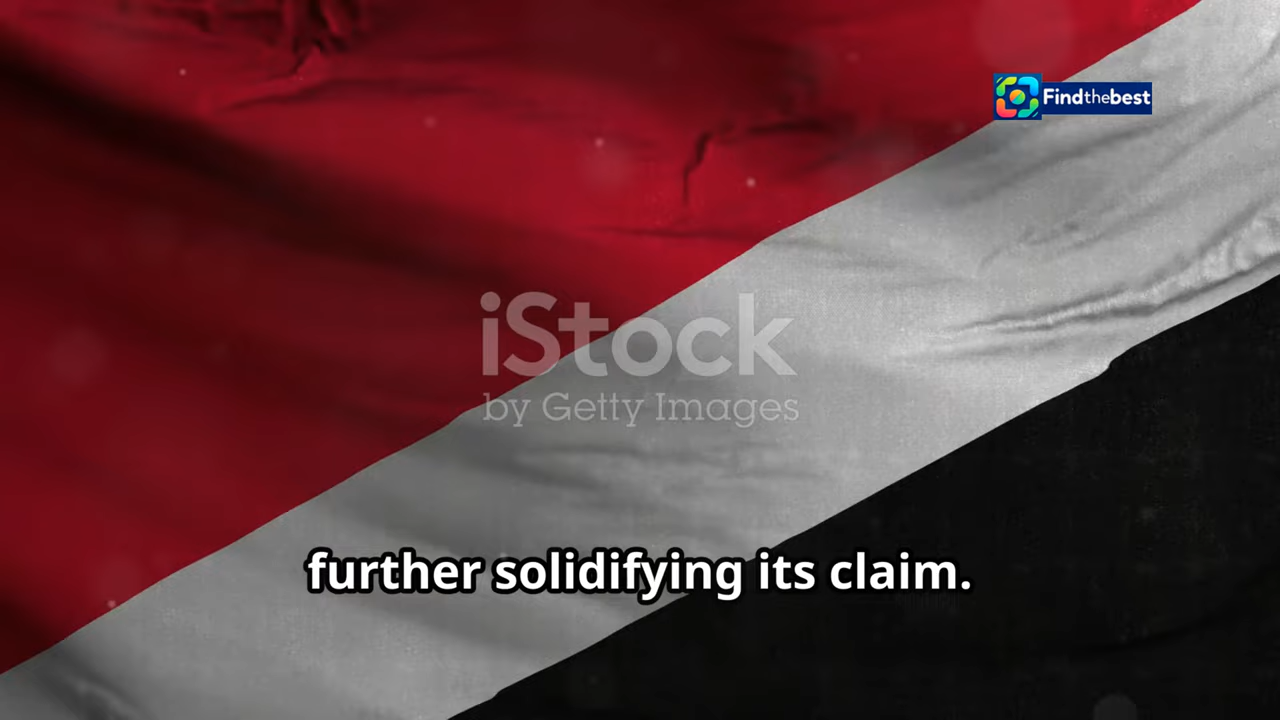 Findthebest
iStock
by Getty Images
further solidifying its claim.